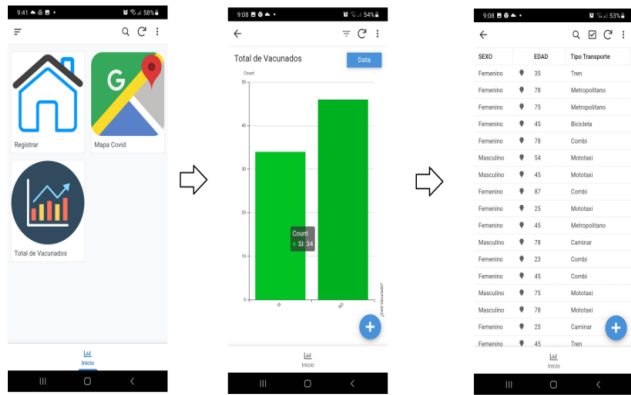 9:41
58%
Registrar
G
Mapa Covid
Total de Vacunados
Inicio
9:08
54%
Total de Vacunados
Data
Count
50
40
30
20
10
0
Count
SI: 34
SI
NO
Inicio
9:08
53%
SEXO EDAD Tipo Transporte
Femenino 35 Tren
Femenino 78 Metropolitano
Femenino 75 Metropolitano
Femenino 45 Bicicleta
Femenino 78 Combi
Masculino 54 Mototaxi
Masculino 45 Mototaxi
Femenino 87 Combi
Femenino 25 Mototaxi
Femenino 45 Metropolitano
Masculino 78 Caminar
Femenino 23 Combi
Femenino 45 Combi
Masculino 75 Mototaxi
Masculino 78 Mototaxi
Femenino 25 Caminar
Femenino 45 Tren
Inicio